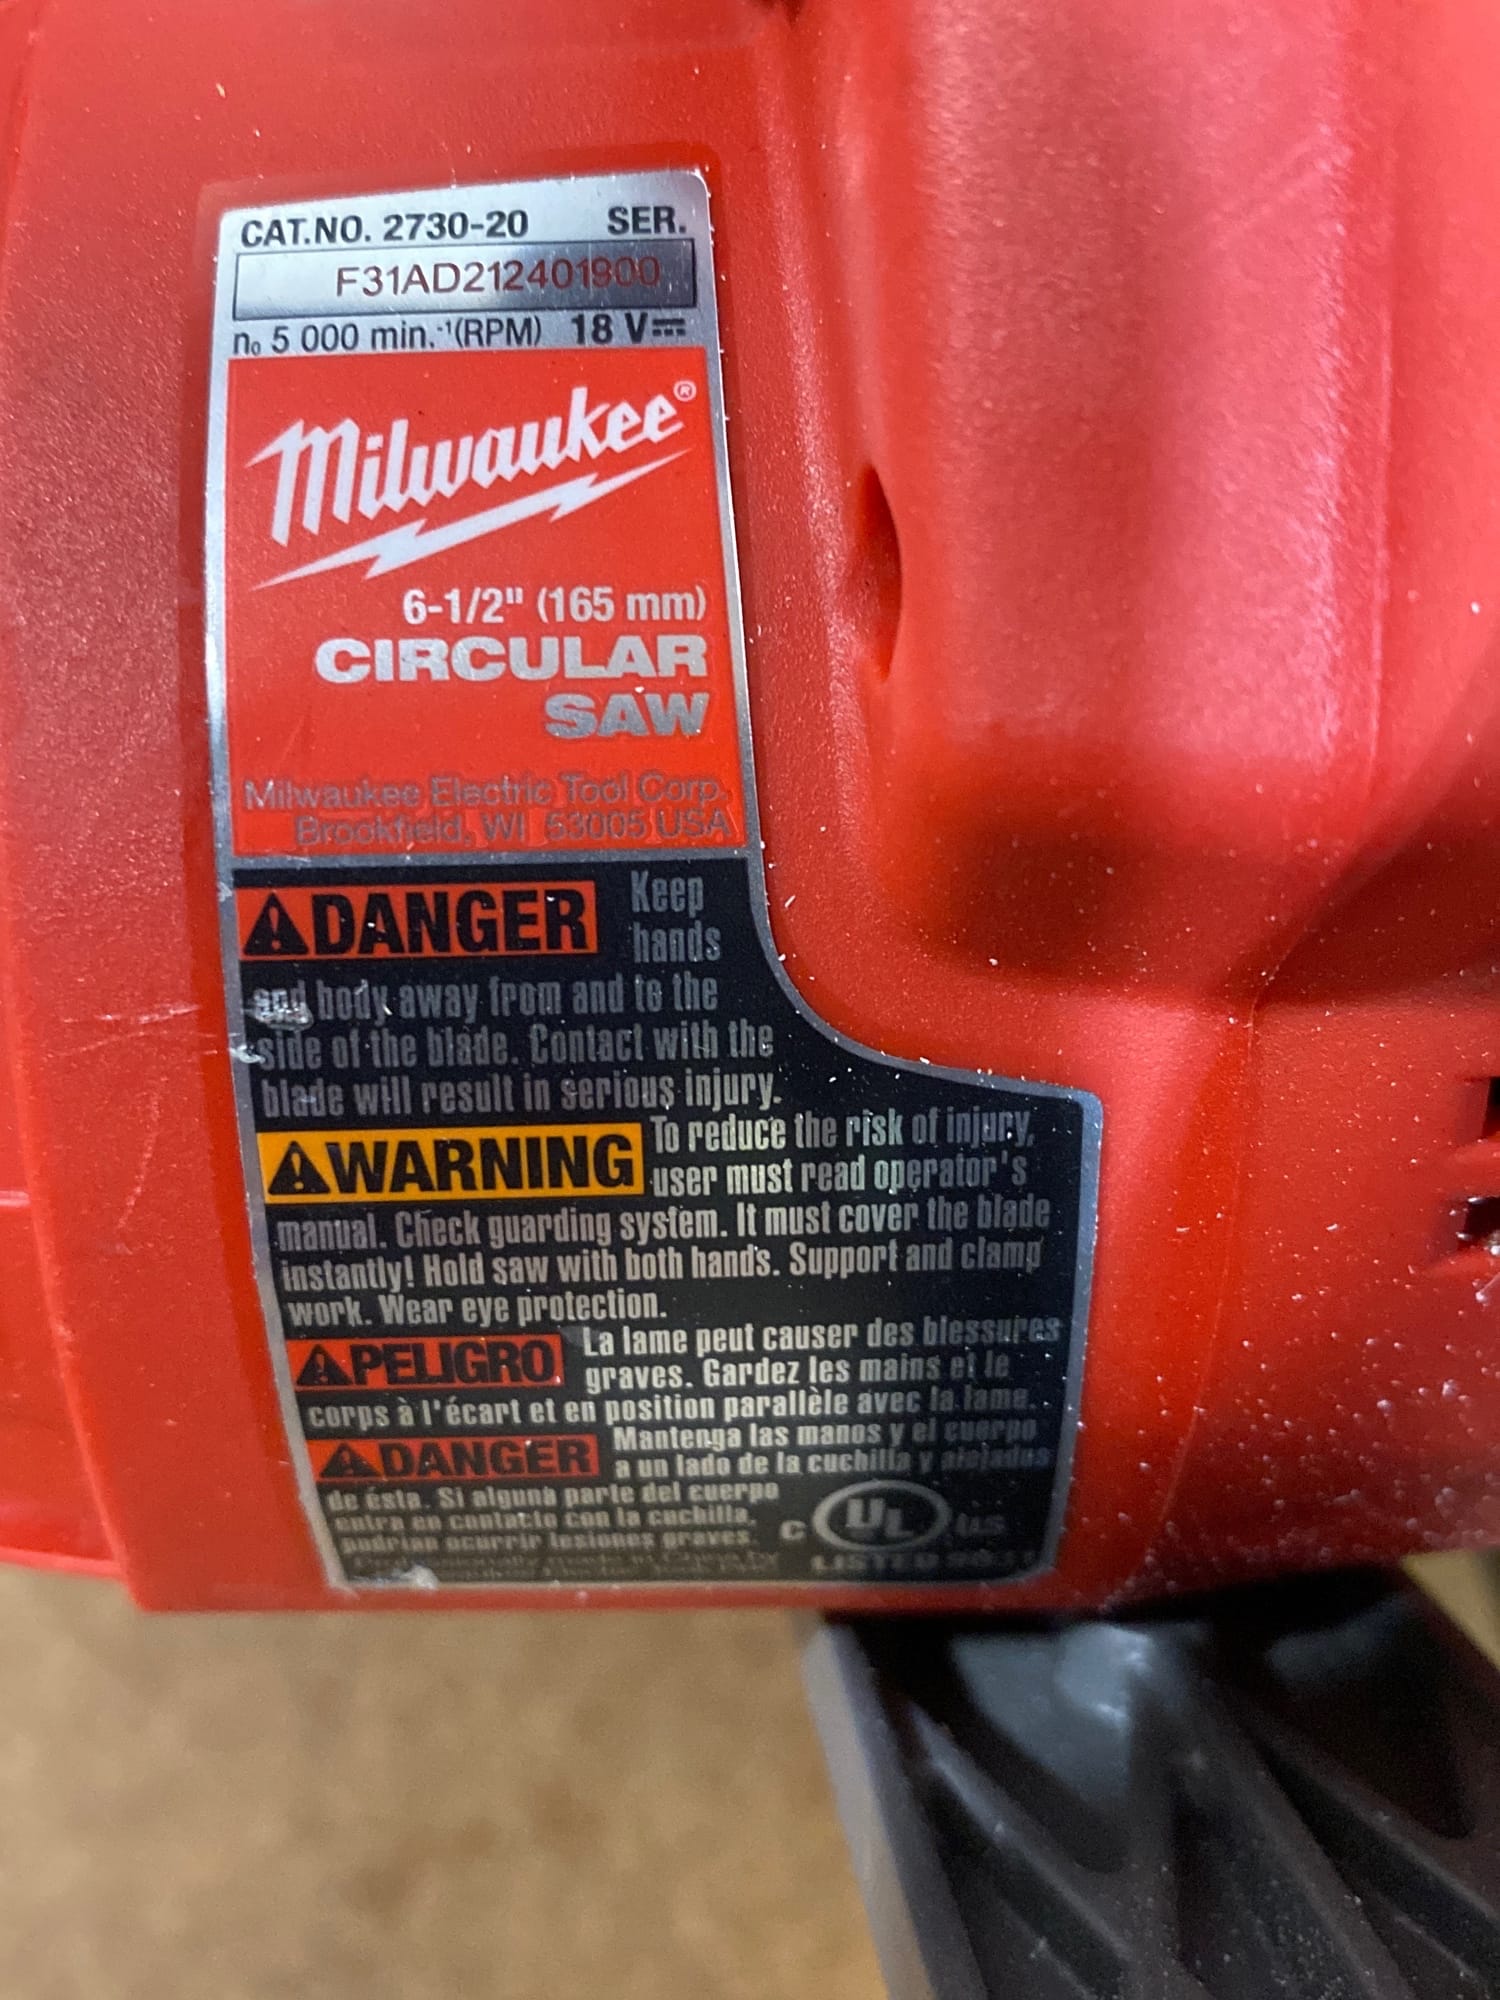 CAT.NO. 2730-20 SER.
F31AD212401900
n₀ 5 000 min.⁻¹(RPM) 18 V⎓
Milwaukee®
6-1/2" (165 mm)
CIRCULAR
SAW
Milwaukee Electric Tool Corp.
Brookfield, WI 53005 USA
⚠DANGER Keep
hands
and body away from and to the
side of the blade. Contact with the
blade will result in serious injury.
⚠WARNING To reduce the risk of injury,
user must read operator's
manual. Check guarding system. It must cover the blade
instantly! Hold saw with both hands. Support and clamp
work. Wear eye protection.
⚠PELIGRO La lame peut causer des blessures
graves. Gardez les mains et le
corps à l'écart et en position parallèle avec la lame.
⚠DANGER Mantenga las manos y el cuerpo
a un lado de la cuchilla y alejadas
de ésta. Si alguna parte del cuerpo
entra en contacto con la cuchilla,
podrían ocurrir lesiones graves.
C UL US
LISTED
Professionally made in China by